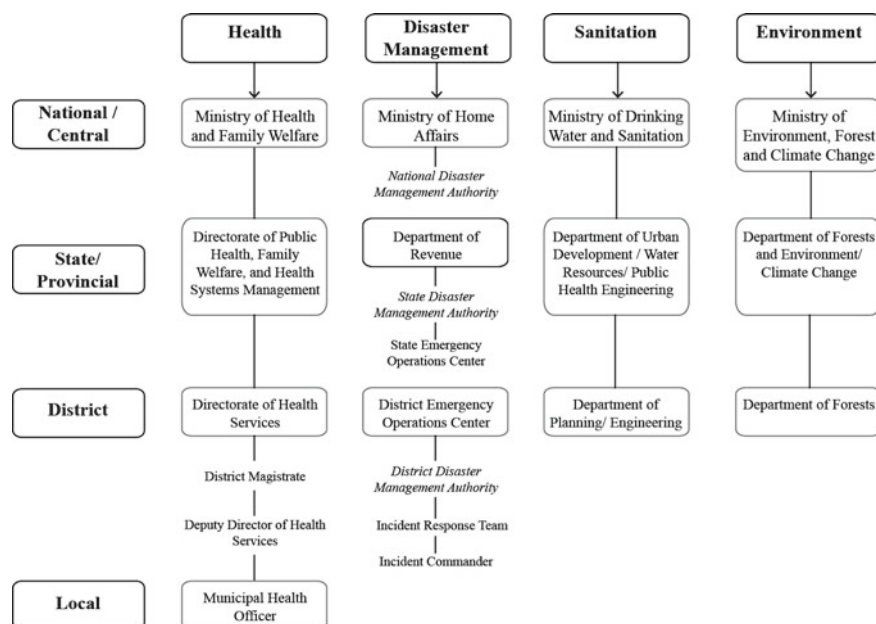 Health
Disaster
Management
Sanitation
Environment
National /
Central
Ministry of Health
and Family Welfare
Ministry of Home
Affairs
National Disaster
Management Authority
Ministry of Drinking
Water and Sanitation
Ministry of
Environment, Forest
and Climate Change
State/
Provincial
Directorate of Public
Health, Family
Welfare, and Health
Systems Management
Department of
Revenue
State Disaster
Management Authority
State Emergency
Operations Center
Department of Urban
Development / Water
Resources/ Public
Health Engineering
Department of Forests
and Environment/
Climate Change
District
Directorate of Health
Services
District Magistrate
Deputy Director of Health
Services
District Emergency
Operations Center
District Disaster
Management Authority
Incident Response Team
Incident Commander
Department of
Planning/ Engineering
Department of Forests
Local
Municipal Health
Officer